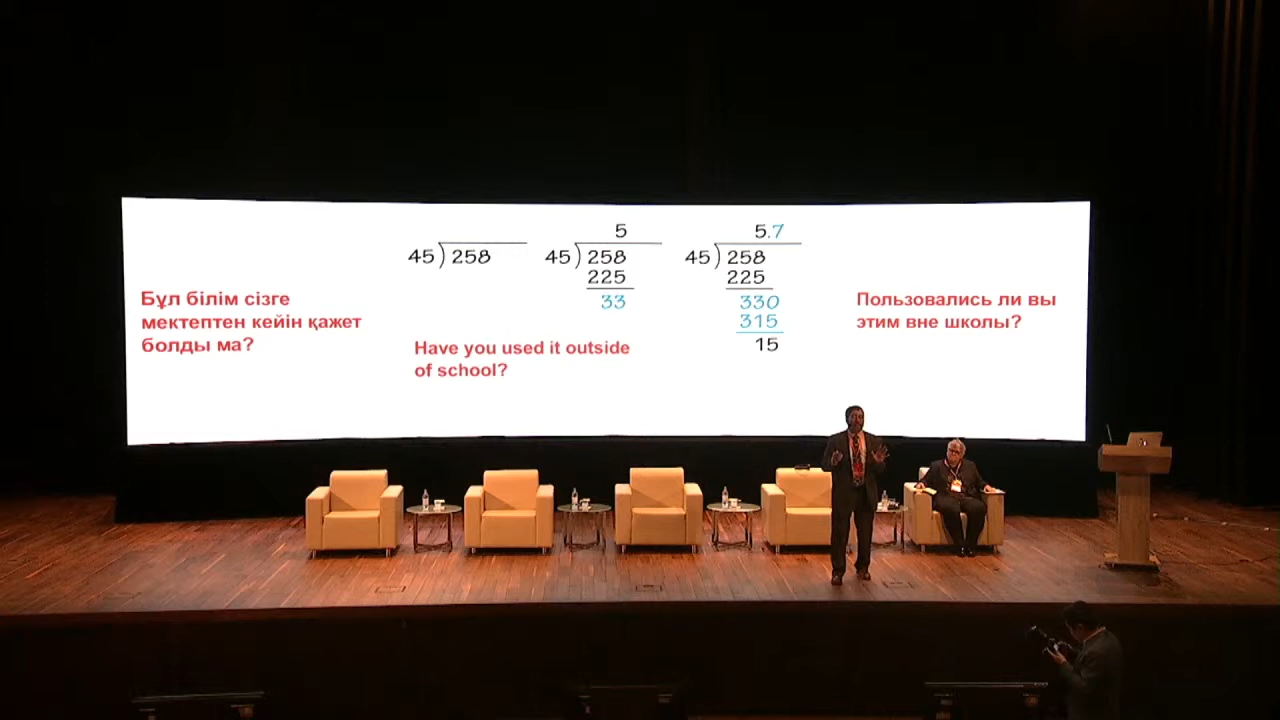 Бұл білім сізге
мектептен кейін қажет
болды ма?
45) 258
5
45) 258
225
33
5.7
45) 258
225
330
315
15
Have you used it outside
of school?
Пользовались ли вы
этим вне школы?